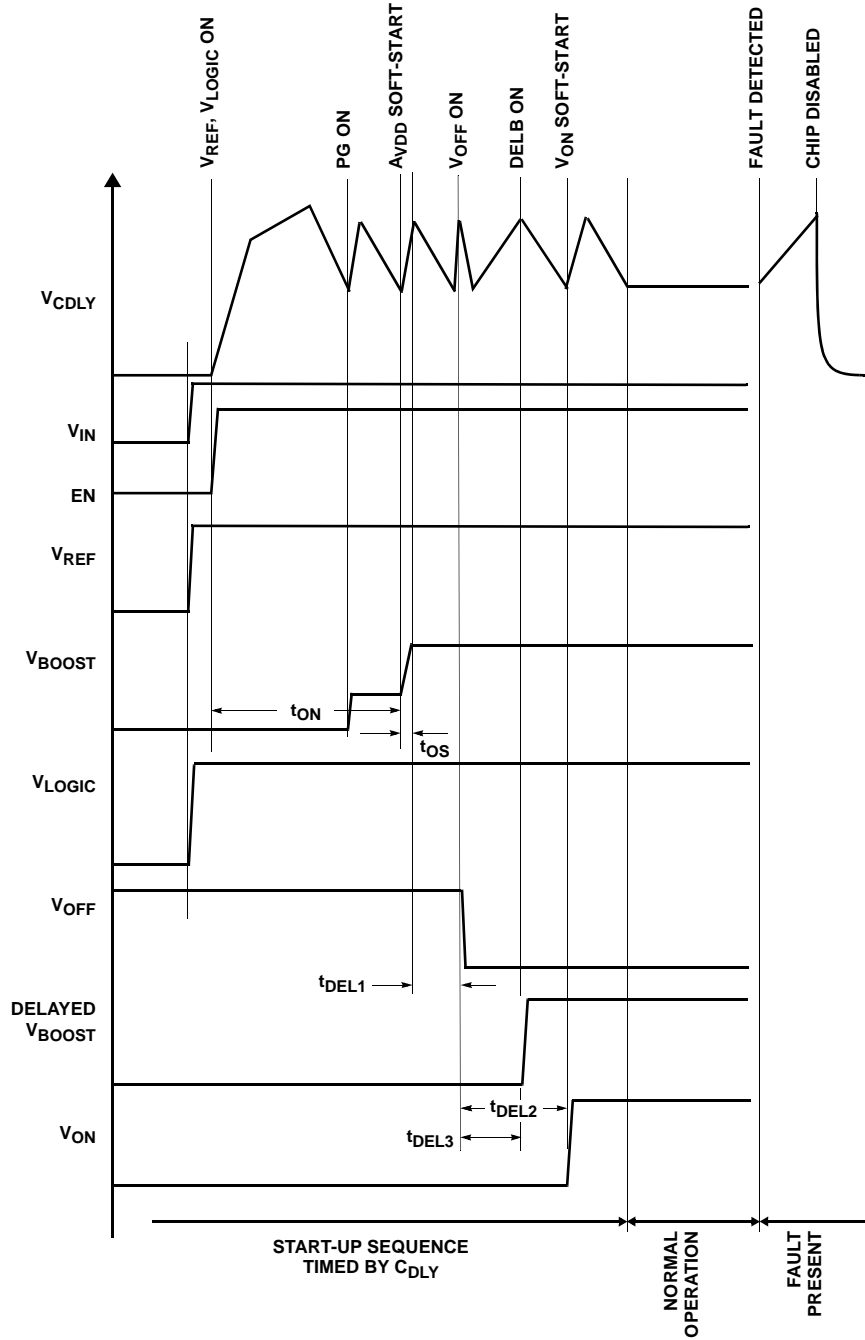 VREF, VLOGIC ON
PG ON
AVDD SOFT-START
VOFF ON
DELB ON
VON SOFT-START
FAULT DETECTED
CHIP DISABLED
VCDLY
VIN
EN
VREF
VBOOST
tON
tOS
VLOGIC
VOFF
tDEL1
DELAYED
VBOOST
tDEL2
VON
tDEL3
START-UP SEQUENCE
TIMED BY CDLY
NORMAL
OPERATION
FAULT
PRESENT